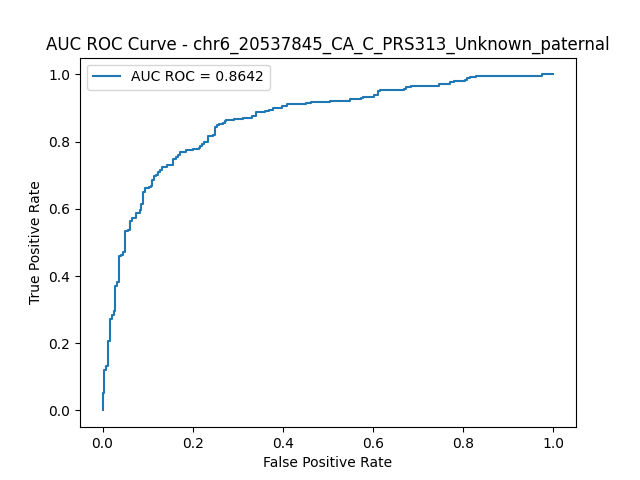 AUC ROC Curve - chr6_20537845_CA_C_PRS313_Unknown_paternal
AUC ROC = 0.8642
True Positive Rate
1.0
0.8
0.6
0.4
0.2
0.0
0.0 0.2 0.4 0.6 0.8 1.0
False Positive Rate